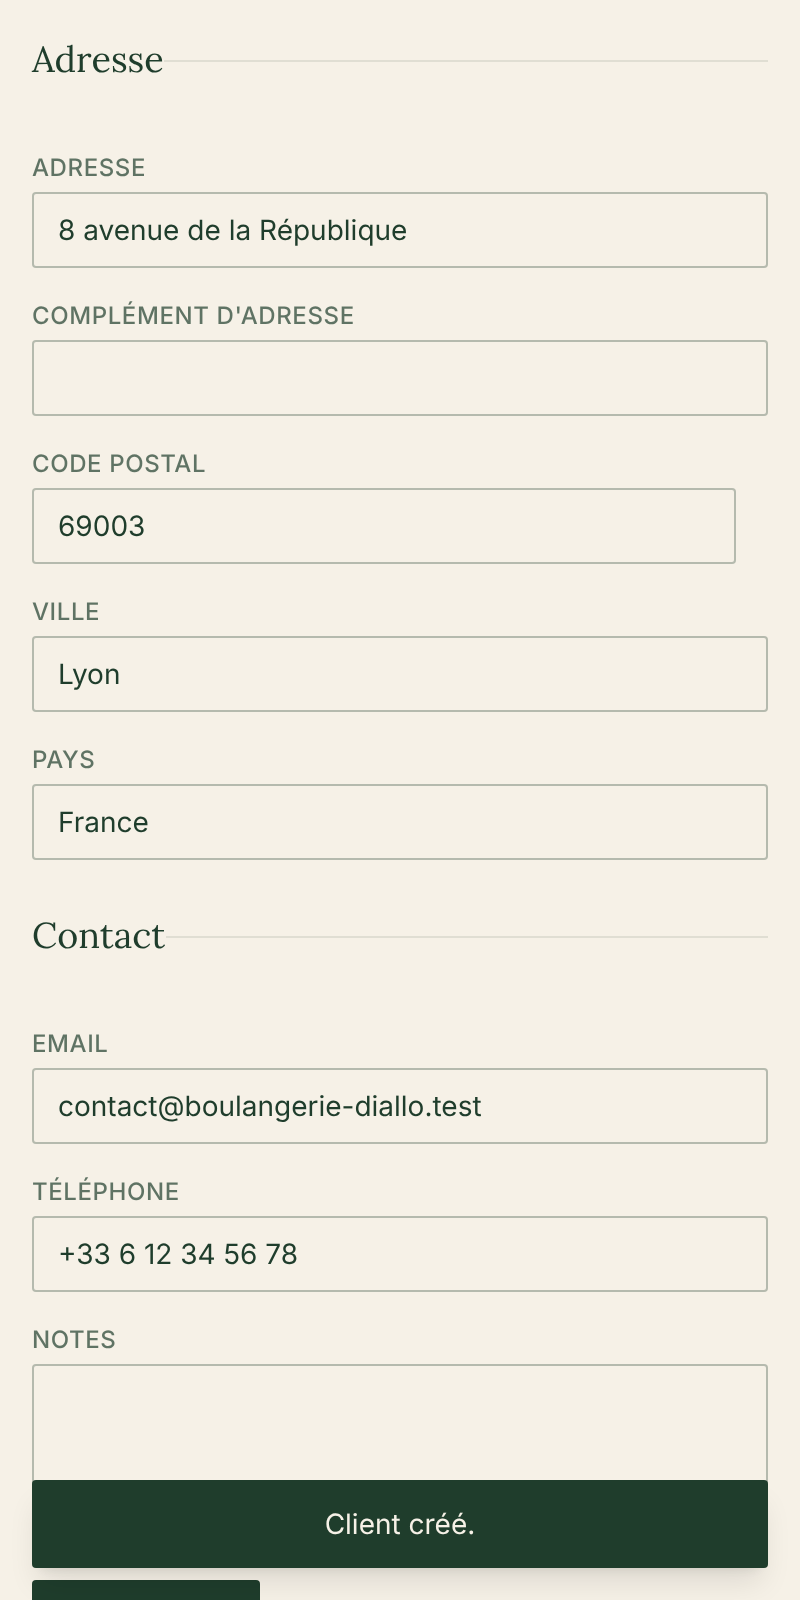 Adresse
ADRESSE
8 avenue de la République
COMPLÉMENT D'ADRESSE
CODE POSTAL
69003
VILLE
Lyon
PAYS
France
Contact
EMAIL
contact@boulangerie-diallo.test
TÉLÉPHONE
+33 6 12 34 56 78
NOTES
Client créé.